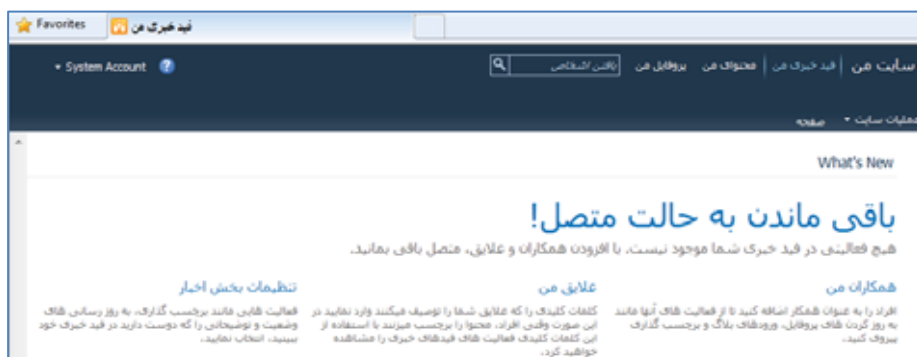 Favorites
فید خبری من
سایت من | فید خبری من | محتوای من پروفایل من یافتن اشخاص
System Account
عملیات سایت صفحه
What's New
باقی ماندن به حالت متصل!
هیچ فعالیتی در فید خبری شما موجود نیست. با افزودن همکاران و علایق، متصل باقی بمانید.
همکاران من
افراد را به عنوان همکار اضافه کنید تا از فعالیت های آنها مانند
به روز کردن های پروفایل، ورودهای بلاگ و برچسب گذاری
پیروی کنید.
علایق من
کلمات کلیدی را که علایق شما را توصیف میکنند وارد نمایید در
این صورت وقتی افراد، محتوا را برچسب میزنند با استفاده از
این کلمات کلیدی فعالیت های فیدهای خبری را مشاهده
خواهید کرد.
تنظیمات بخش اخبار
فعالیت هایی مانند برچسب گذاری، به روز رسانی های
وضعیت و توضیحاتی را که دوست دارید در فید خبری خود
ببینید، انتخاب نمایید.